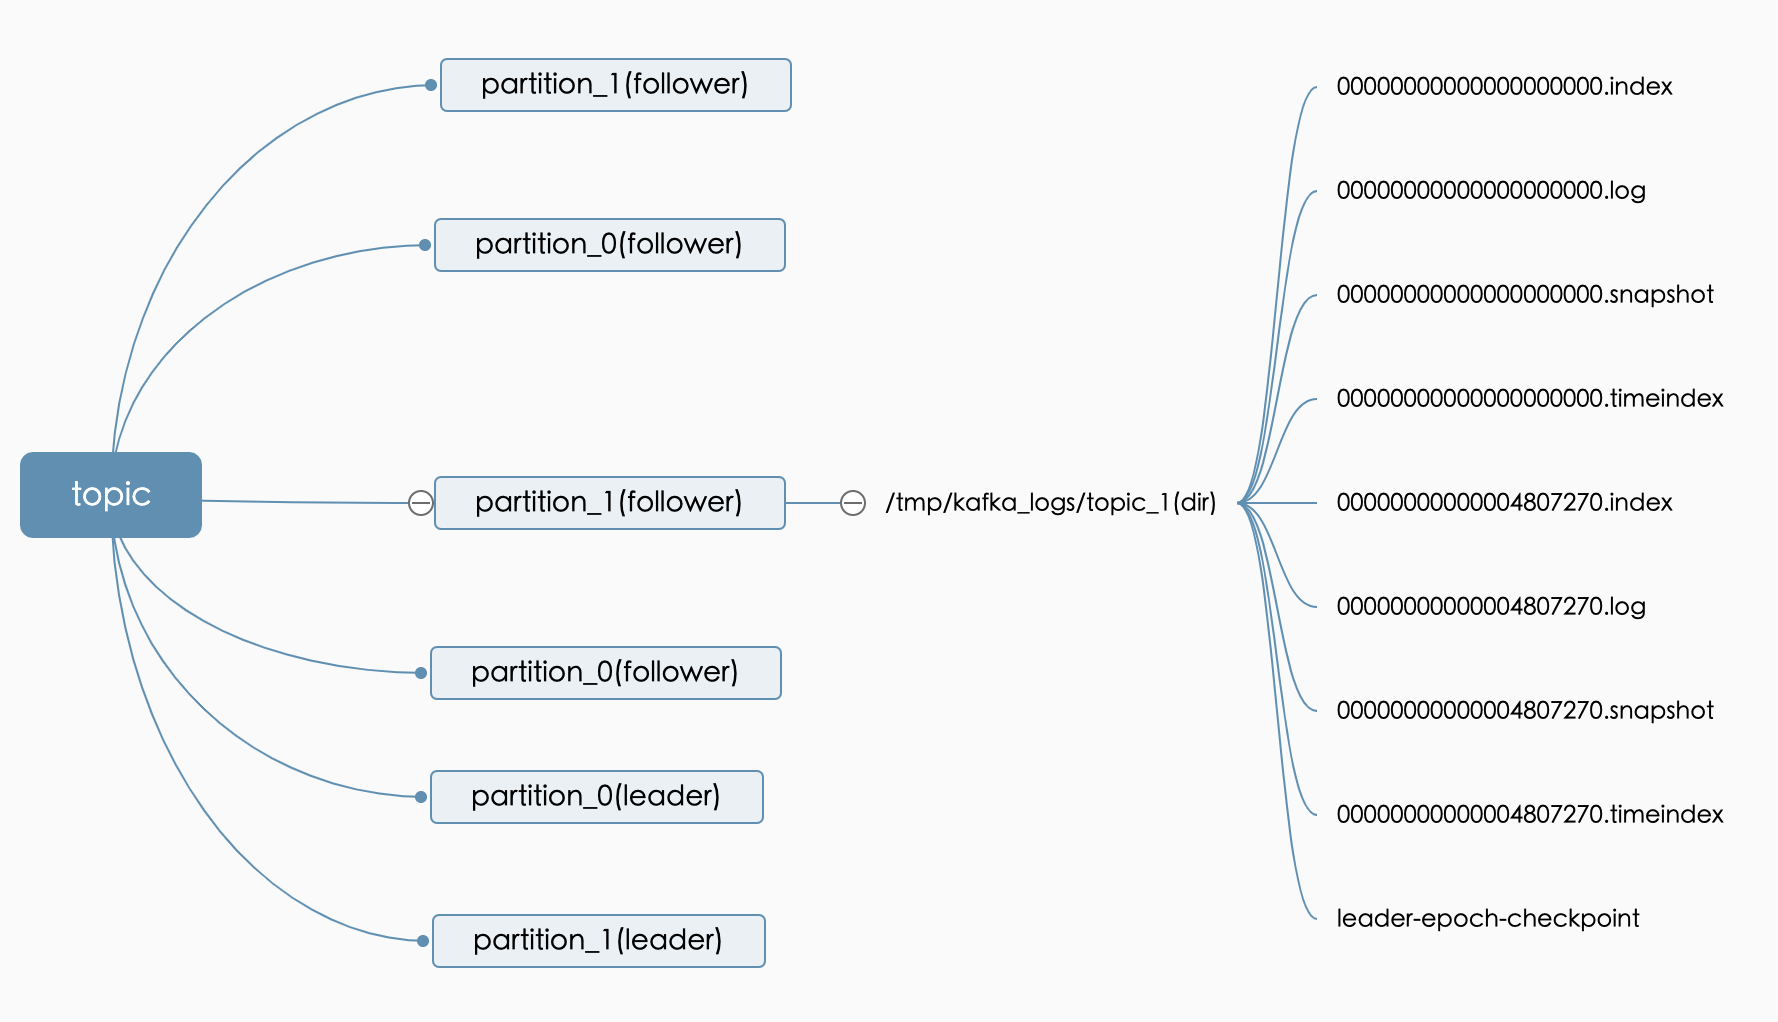 topic
partition_1(follower)
partition_0(follower)
partition_1(follower)
partition_0(follower)
partition_0(leader)
partition_1(leader)
/tmp/kafka_logs/topic_1(dir)
00000000000000000000.index
00000000000000000000.log
00000000000000000000.snapshot
00000000000000000000.timeindex
00000000000004807270.index
00000000000004807270.log
00000000000004807270.snapshot
00000000000004807270.timeindex
leader-epoch-checkpoint